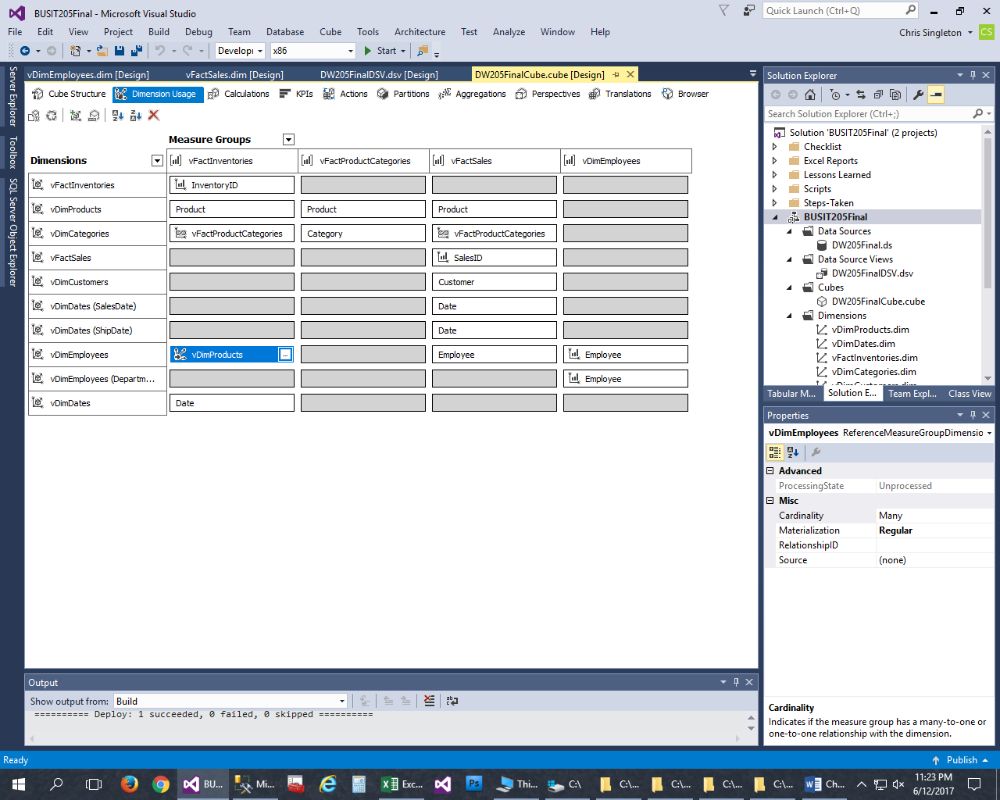 BUSIT205Final - Microsoft Visual Studio
Quick Launch (Ctrl+Q)
File Edit View Project Build Debug Team Database Cube Tools Architecture Test Analyze Window Help
Chris Singleton
CS
Develop x86 Start
Server Explorer
Toolbox
SQL Server Object Explorer
vDimEmployees.dim [Design] vFactSales.dim [Design] DW205FinalDSV.dsv [Design] DW205FinalCube.cube [Design]
Cube Structure Dimension Usage Calculations KPIs Actions Partitions Aggregations Perspectives Translations Browser
Measure Groups
Dimensions vFactInventories vFactProductCategories vFactSales vDimEmployees
vFactInventories InventoryID
vDimProducts Product Product Product
vDimCategories vFactProductCategories Category vFactProductCategories
vFactSales SalesID
vDimCustomers Customer
vDimDates (SalesDate) Date
vDimDates (ShipDate) Date
vDimEmployees vDimProducts ... Employee Employee
vDimEmployees (Departm... Employee
vDimDates Date
Output
Show output from: Build
========== Deploy: 1 succeeded, 0 failed, 0 skipped ==========
Solution Explorer
Search Solution Explorer (Ctrl+;)
Solution 'BUSIT205Final' (2 projects)
Checklist
Excel Reports
Lessons Learned
Scripts
Steps-Taken
BUSIT205Final
Data Sources
DW205Final.ds
Data Source Views
DW205FinalDSV.dsv
Cubes
DW205FinalCube.cube
Dimensions
vDimProducts.dim
vDimDates.dim
vFactInventories.dim
vDimCategories.dim
vDimCustomers.dim
Tabular M... Solution E... Team Expl... Class View
Properties
vDimEmployees ReferenceMeasureGroupDimensio
Advanced
ProcessingState Unprocessed
Misc
Cardinality Many
Materialization Regular
RelationshipID
Source (none)
Cardinality
Indicates if the measure group has a many-to-one or
one-to-one relationship with the dimension.
Ready
Publish
BU... Mi... Exc... Thi... C:\ C:\... C:\... C:\... C:\... Ch...
11:23 PM
6/12/2017